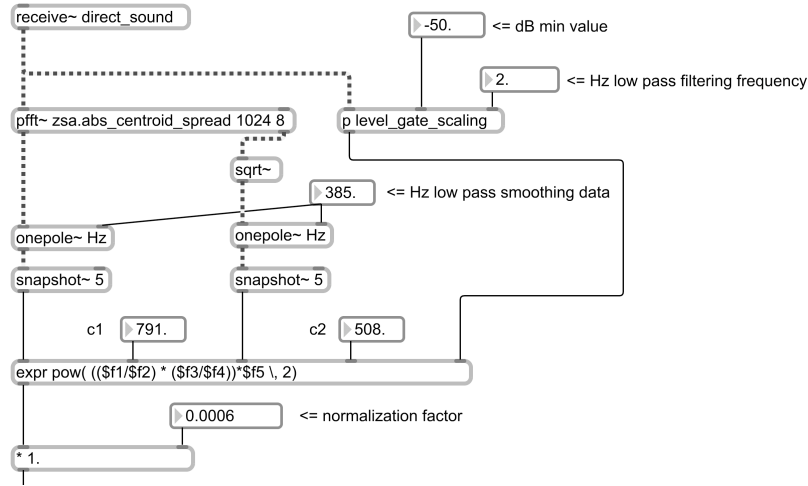 receive~ direct_sound
-50.
<= dB min value
2.
<= Hz low pass filtering frequency
pfft~ zsa.abs_centroid_spread 1024 8
p level_gate_scaling
sqrt~
385.
<= Hz low pass smoothing data
onepole~ Hz
onepole~ Hz
snapshot~ 5
snapshot~ 5
c1
791.
c2
508.
expr pow( (($f1/$f2) * ($f3/$f4))*$f5 \, 2)
0.0006
<= normalization factor
* 1.